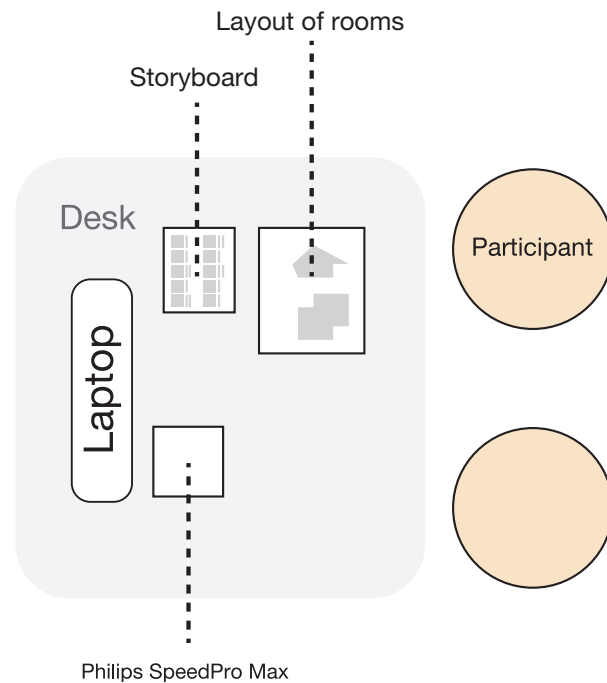 Layout of rooms
Storyboard
Desk
Participant
Laptop
Philips SpeedPro Max